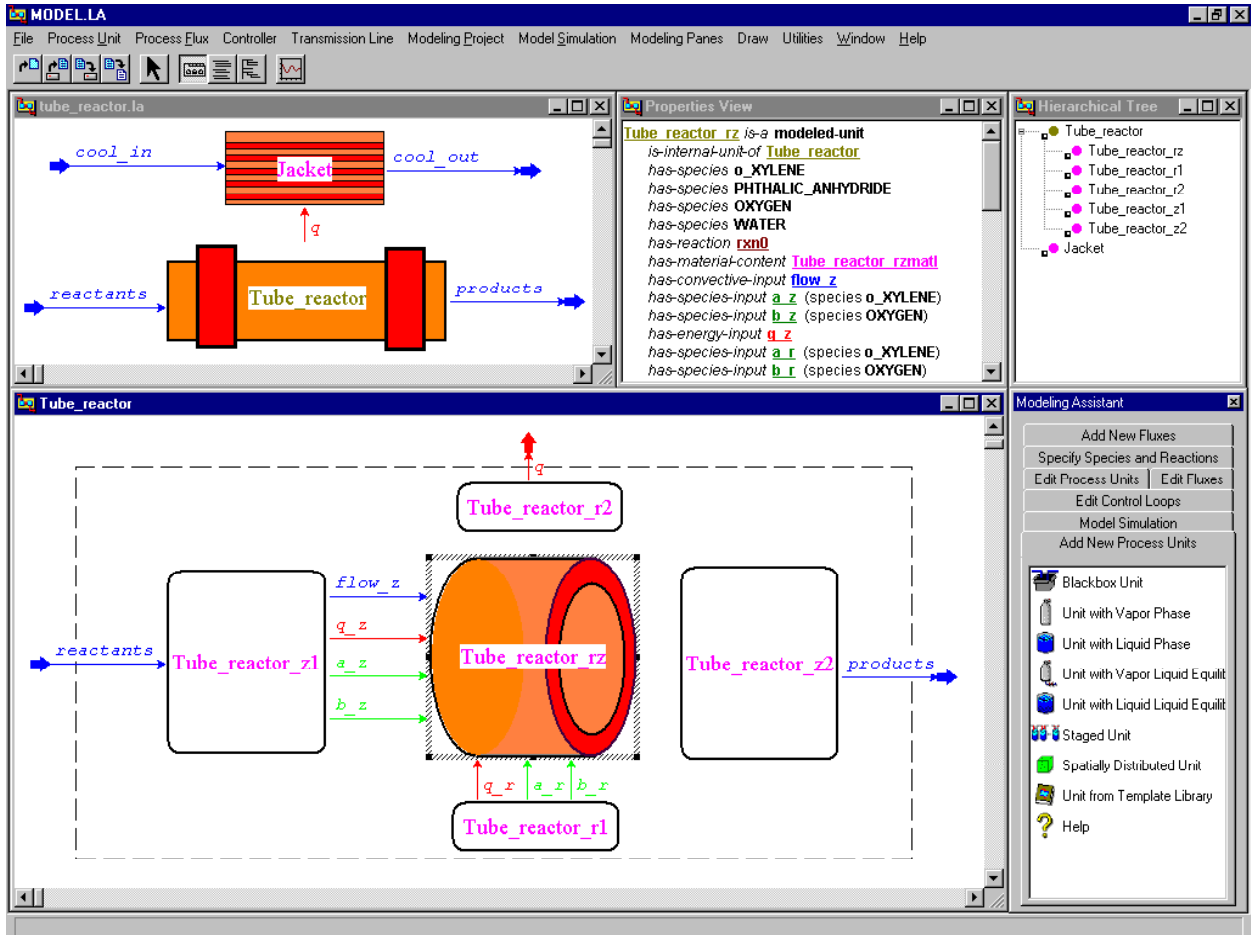 MODEL.LA
File Process Unit Process Flux Controller Transmission Line Modeling Project Model Simulation Modeling Panes Draw Utilities Window Help
tube_reactor.la
cool_in
Jacket
cool_out
q
reactants
Tube_reactor
products
Properties View
Tube_reactor_rz is-a modeled-unit
is-internal-unit-of Tube_reactor
has-species o_XYLENE
has-species PHTHALIC_ANHYDRIDE
has-species OXYGEN
has-species WATER
has-reaction rxn0
has-material-content Tube_reactor_rzmatl
has-convective-input flow_z
has-species-input a_z (species o_XYLENE)
has-species-input b_z (species OXYGEN)
has-energy-input q_z
has-species-input a_r (species o_XYLENE)
has-species-input b_r (species OXYGEN)
Hierarchical Tree
Tube_reactor
Tube_reactor_rz
Tube_reactor_r1
Tube_reactor_r2
Tube_reactor_z1
Tube_reactor_z2
Jacket
Tube_reactor
q
Tube_reactor_r2
reactants
Tube_reactor_z1
flow_z
q_z
a_z
b_z
Tube_reactor_rz
Tube_reactor_z2
products
q_r a_r b_r
Tube_reactor_r1
Modeling Assistant
Add New Fluxes
Specify Species and Reactions
Edit Process Units Edit Fluxes
Edit Control Loops
Model Simulation
Add New Process Units
Blackbox Unit
Unit with Vapor Phase
Unit with Liquid Phase
Unit with Vapor Liquid Equilit
Unit with Liquid Liquid Equilit
Staged Unit
Spatially Distributed Unit
Unit from Template Library
Help